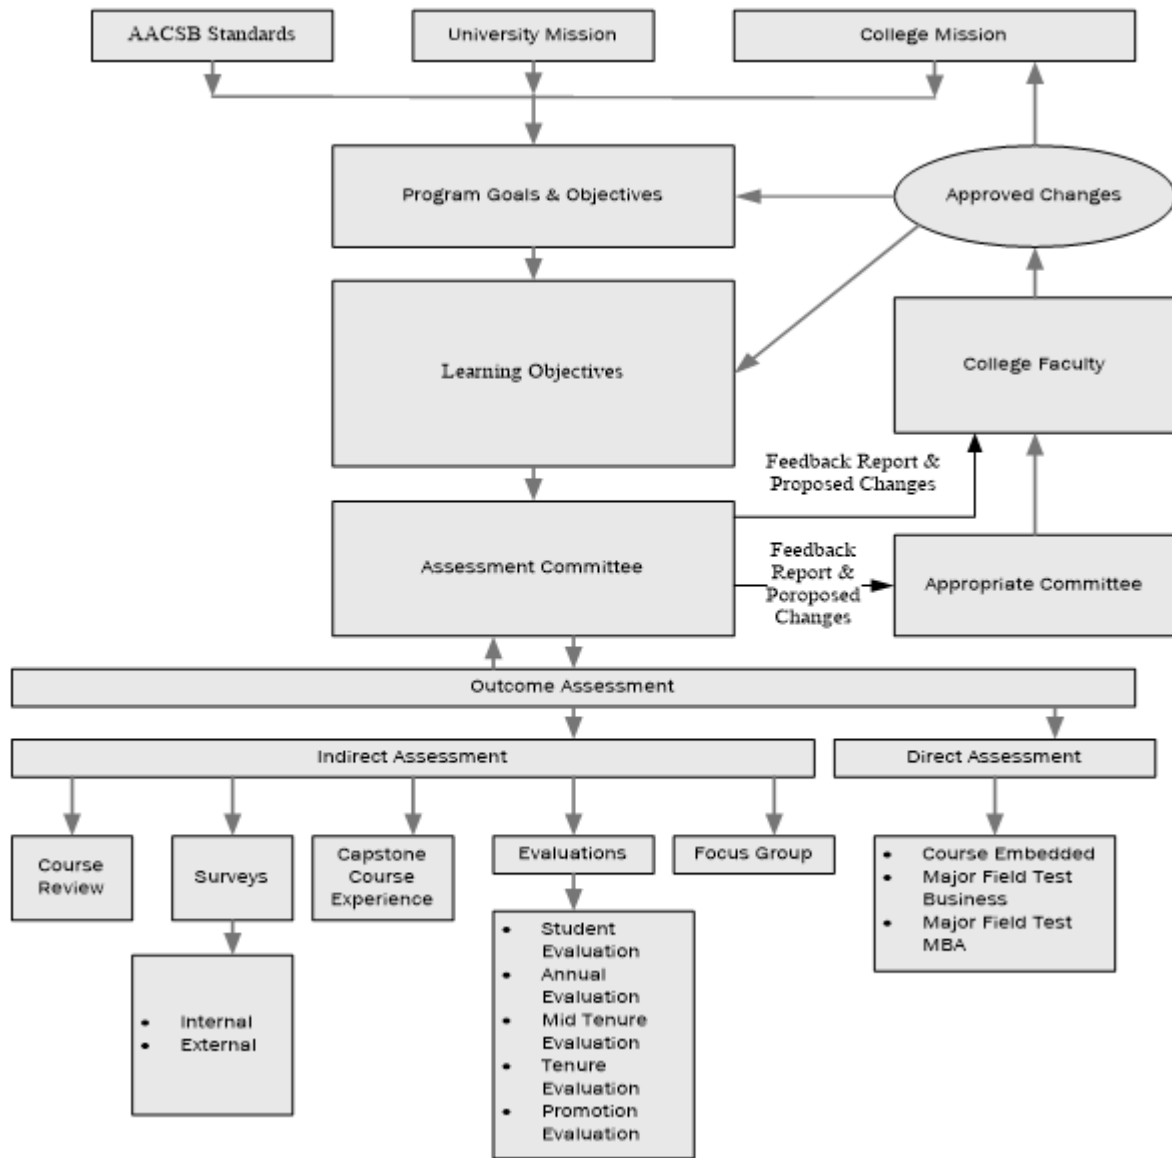 AACSB Standards
University Mission
College Mission
Program Goals & Objectives
Approved Changes
Learning Objectives
College Faculty
Feedback Report &
Proposed Changes
Assessment Committee
Feedback
Report &
Poroposed
Changes
Appropriate Committee
Outcome Assessment
Indirect Assessment
Direct Assessment
Course
Review
Surveys
Capstone
Course
Experience
Evaluations
Focus Group
• Course Embedded
• Major Field Test
Business
• Major Field Test
MBA
• Internal
• External
• Student
Evaluation
• Annual
Evaluation
• Mid Tenure
Evaluation
• Tenure
Evaluation
• Promotion
Evaluation